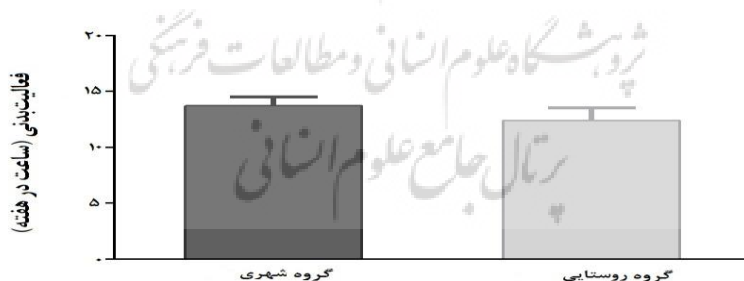 پژوهشگاه علوم انسانی و مطالعات فرهنگی
پرتال جامع علوم انسانی
فعالیت‌بدنی (ساعت در هفته)
۲۰
۱۵
۱۰
۵
۰
گروه شهری
گروه روستایی